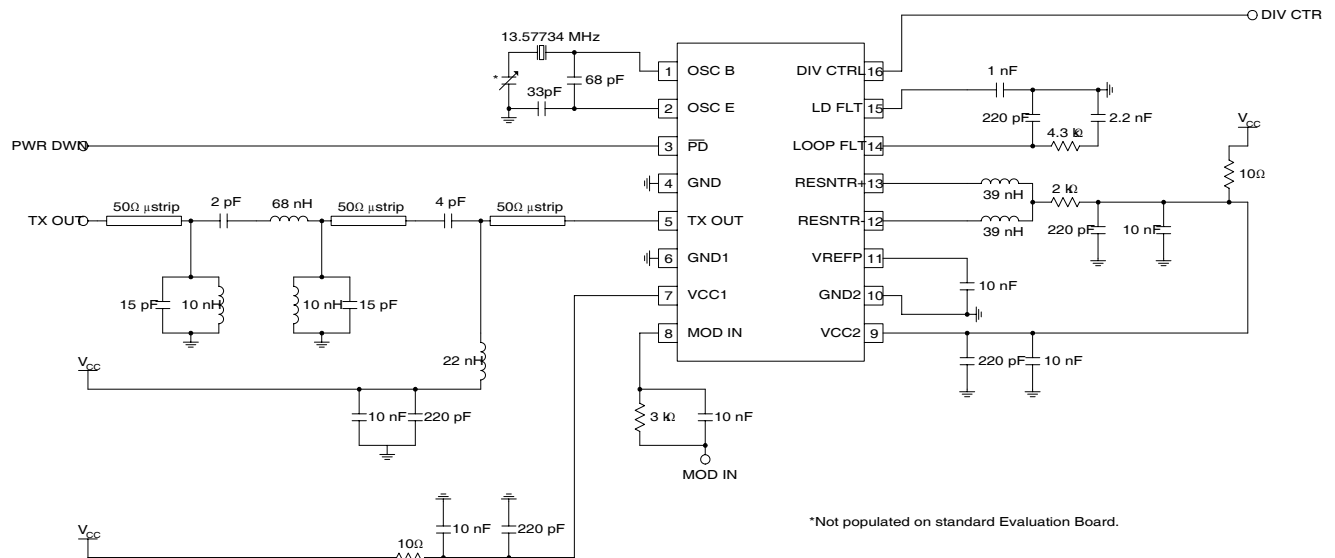 DIV CTR
13.57734 MHz
*
68 pF
33pF
1 OSC B
2 OSC E
3 PD
4 GND
5 TX OUT
6 GND1
7 VCC1
8 MOD IN
DIV CTRL 16
LD FLT 15
LOOP FLT 14
RESNTR+ 13
RESNTR- 12
VREFP 11
GND2 10
VCC2 9
1 nF
220 pF
2.2 nF
4.3 kΩ
VCC
10Ω
39 nH
2 kΩ
39 nH
220 pF
10 nF
10 nF
220 pF
10 nF
PWR DWN
TX OUT
50Ω µstrip
2 pF
68 nH
50Ω µstrip
4 pF
50Ω µstrip
15 pF
10 nH
10 nH
15 pF
22 nH
VCC
10 nF
220 pF
3 kΩ
10 nF
MOD IN
VCC
10Ω
10 nF
220 pF
*Not populated on standard Evaluation Board.